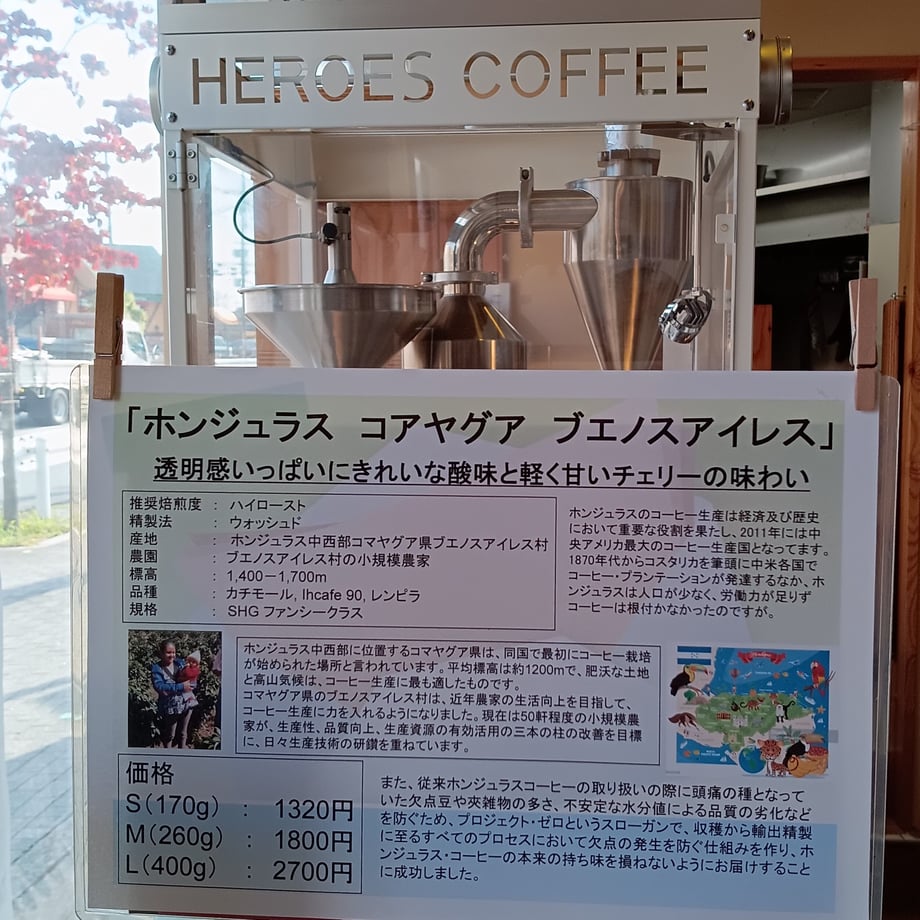 HEROES COFFEE
「ホンジュラス コアヤグア ブエノスアイレス」
透明感いっぱいにきれいな酸味と軽く甘いチェリーの味わい
推奨焙煎度 : ハイロースト
精製法 : ウォッシュド
産地 : ホンジュラス中西部コマヤグア県ブエノスアイレス村
農園 : ブエノスアイレス村の小規模農家
標高 : 1,400－1,700m
品種 : カチモール, Ihcafe 90, レンピラ
規格 : SHG ファンシークラス
ホンジュラスのコーヒー生産は経済及び歴史
において重要な役割を果たし、2011年には中
央アメリカ最大のコーヒー生産国となってます。
1870年代からコスタリカを筆頭に中米各国で
コーヒー・プランテーションが発達するなか、ホ
ンジュラスは人口が少なく、労働力が足りず
コーヒーは根付かなかったのですが。
ホンジュラス中西部に位置するコマヤグア県は、同国で最初にコーヒー栽培
が始められた場所と言われています。平均標高は約1200mで、肥沃な土地
と高山気候は、コーヒー生産に最も適したものです。
コマヤグア県のブエノスアイレス村は、近年農家の生活向上を目指して、
コーヒー生産に力を入れるようになりました。現在は50軒程度の小規模農
家が、生産性、品質向上、生産資源の有効活用の三本の柱の改善を目標
に、日々生産技術の研鑽を重ねています。
価格
S（170g） : 1320円
M（260g） : 1800円
L（400g） : 2700円
また、従来ホンジュラスコーヒーの取り扱いの際に頭痛の種となって
いた欠点豆や夾雑物の多さ、不安定な水分値による品質の劣化など
を防ぐため、プロジェクト・ゼロというスローガンで、収穫から輸出精製
に至るすべてのプロセスにおいて欠点の発生を防ぐ仕組みを作り、ホ
ンジュラス・コーヒーの本来の持ち味を損ねないようにお届けすること
に成功しました。